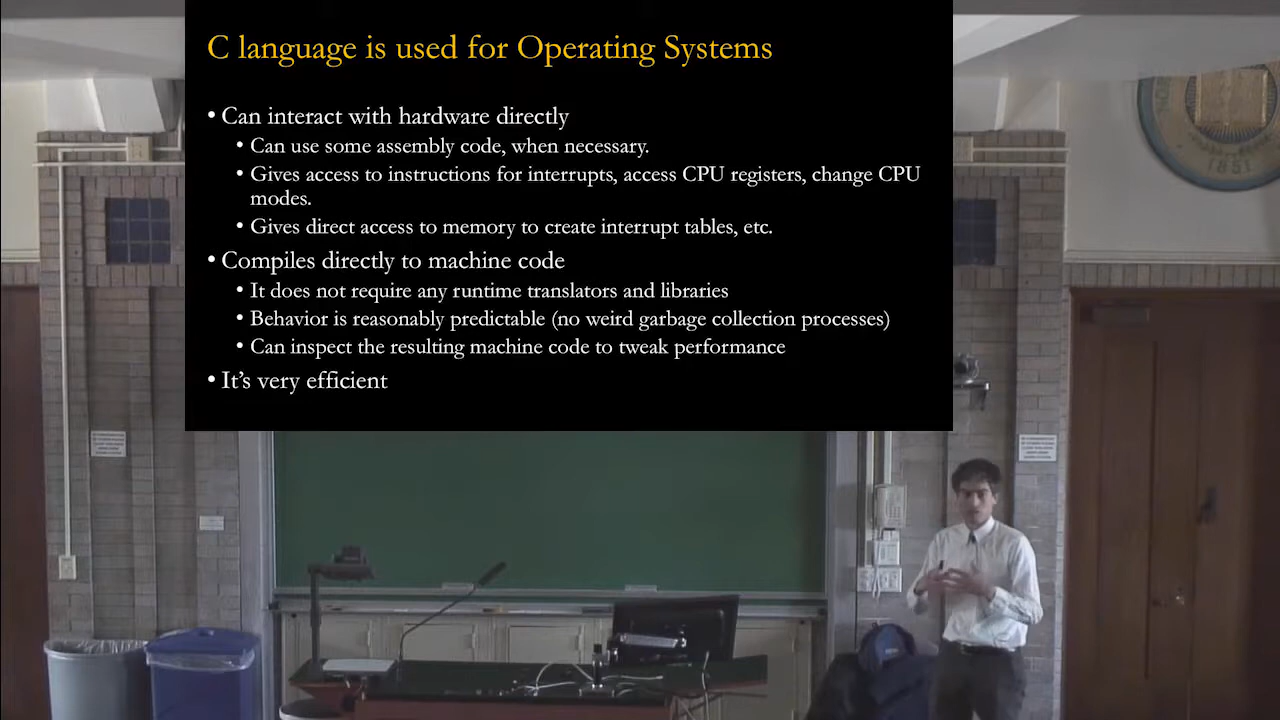 C language is used for Operating Systems
• Can interact with hardware directly
• Can use some assembly code, when necessary.
• Gives access to instructions for interrupts, access CPU registers, change CPU
modes.
• Gives direct access to memory to create interrupt tables, etc.
• Compiles directly to machine code
• It does not require any runtime translators and libraries
• Behavior is reasonably predictable (no weird garbage collection processes)
• Can inspect the resulting machine code to tweak performance
• It's very efficient
1851